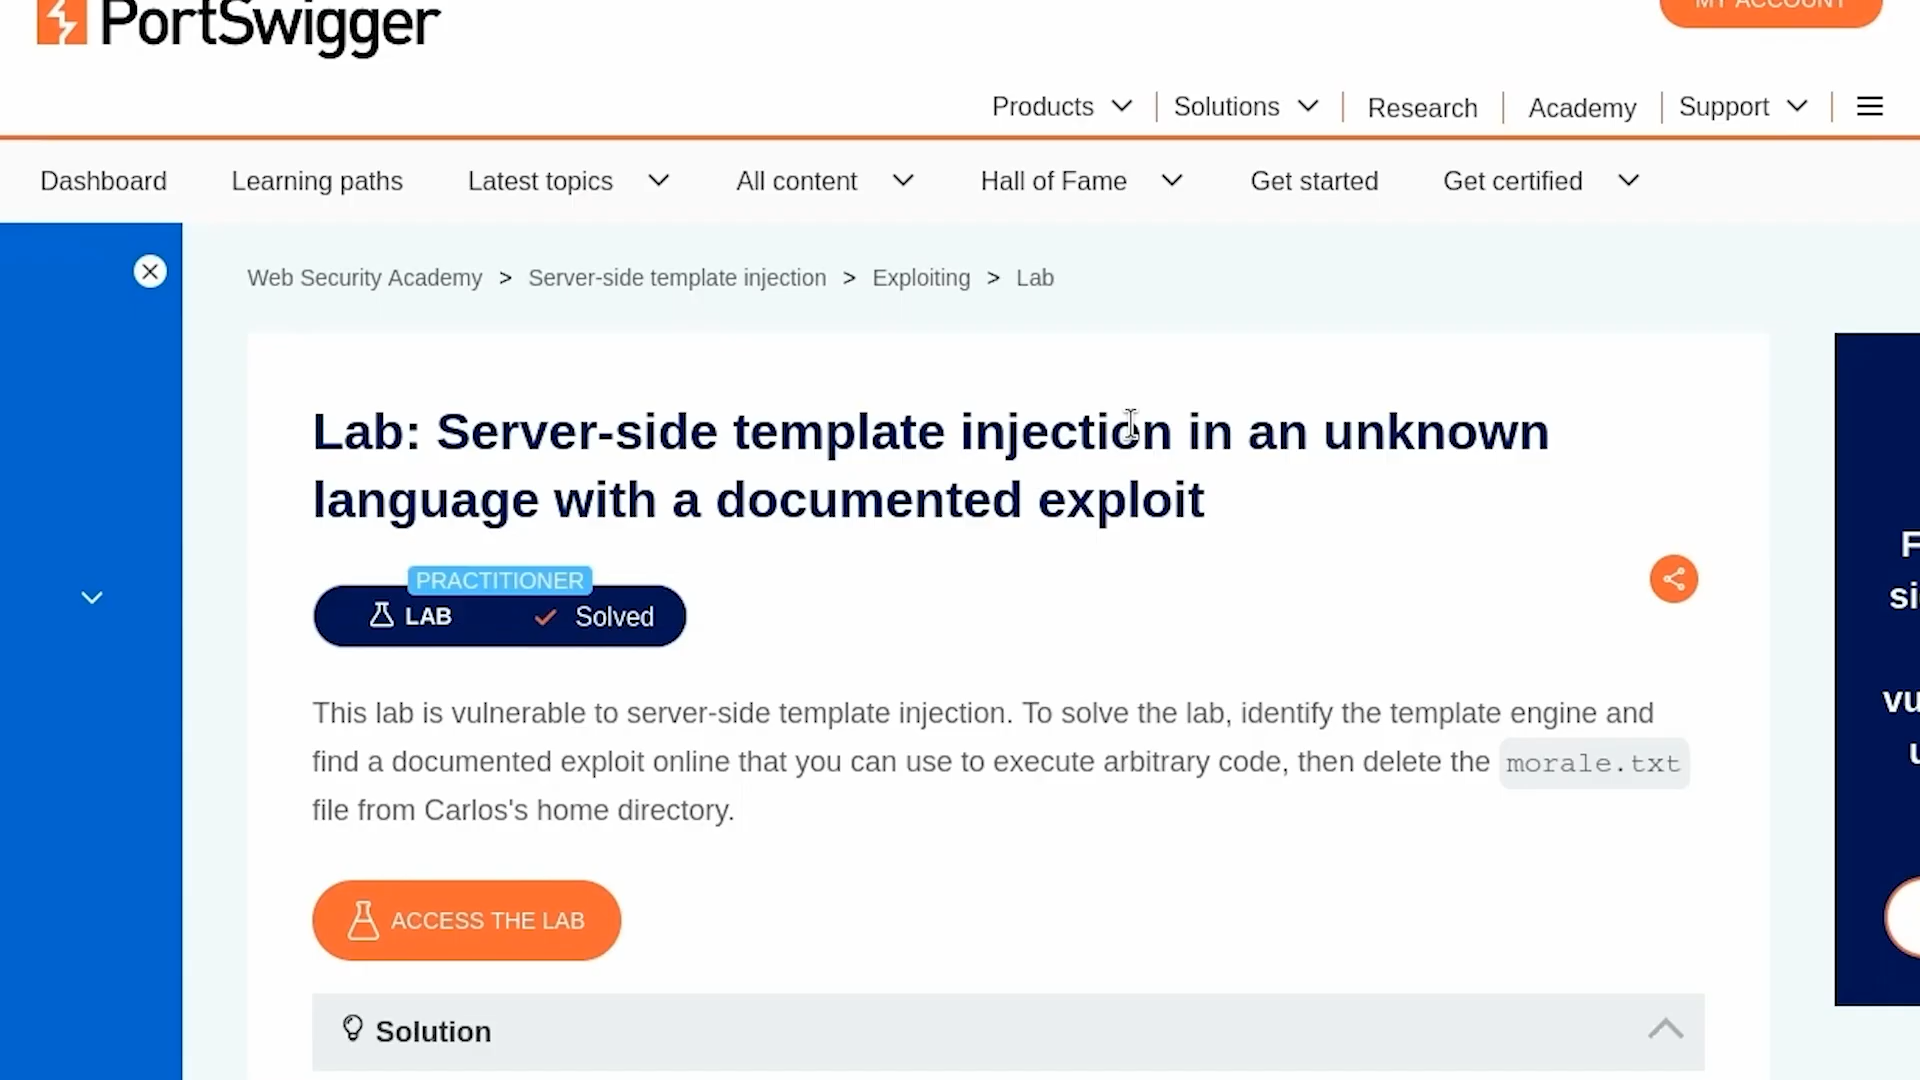 PortSwigger
MY ACCOUNT
Products
Solutions
Research
Academy
Support
Dashboard
Learning paths
Latest topics
All content
Hall of Fame
Get started
Get certified
Web Security Academy > Server-side template injection > Exploiting > Lab
Lab: Server-side template injection in an unknown
language with a documented exploit
PRACTITIONER
LAB
Solved
This lab is vulnerable to server-side template injection. To solve the lab, identify the template engine and
find a documented exploit online that you can use to execute arbitrary code, then delete the morale.txt
file from Carlos's home directory.
ACCESS THE LAB
Solution